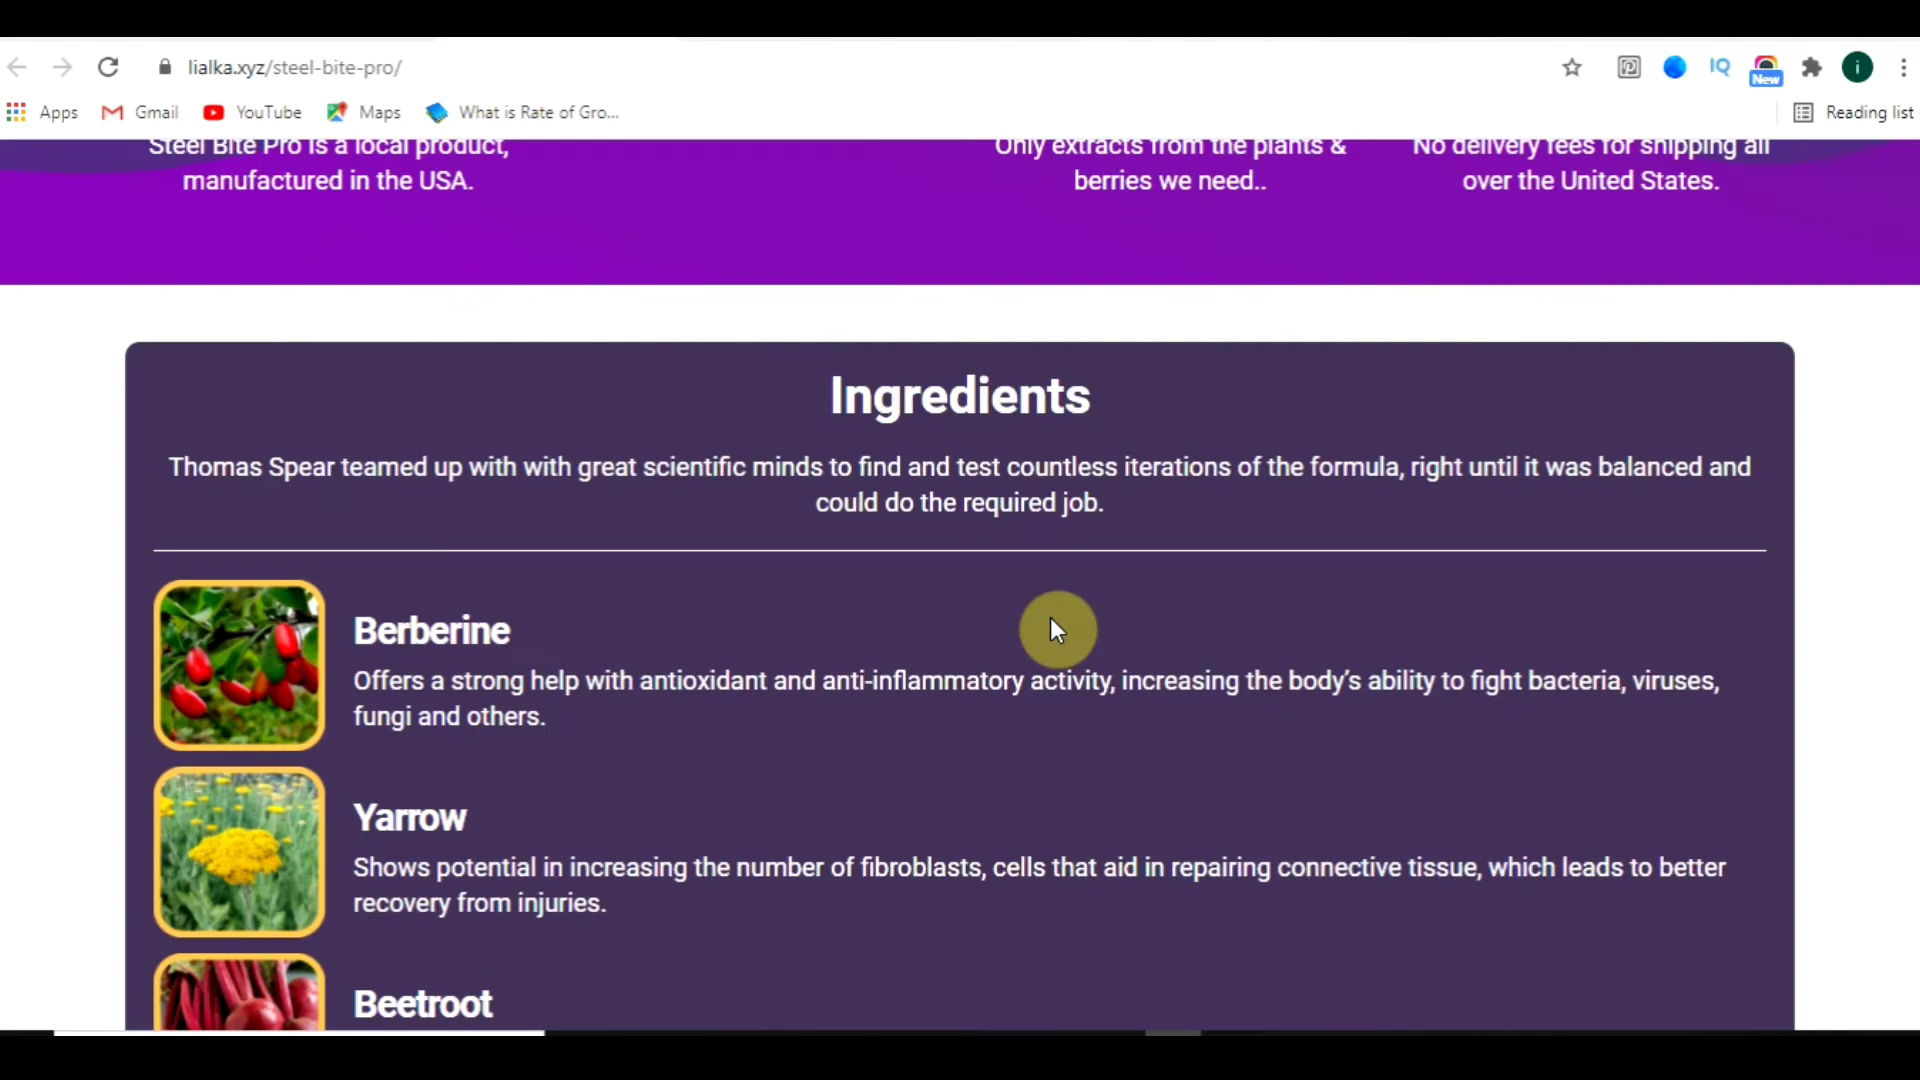 lialka.xyz/steel-bite-pro/
IQ
New
i
Apps
Gmail
YouTube
Maps
What is Rate of Gro...
Reading list
Steel Bite Pro is a local product,
manufactured in the USA.
Only extracts from the plants &
berries we need..
No delivery fees for shipping all
over the United States.
Ingredients
Thomas Spear teamed up with with great scientific minds to find and test countless iterations of the formula, right until it was balanced and
could do the required job.
Berberine
Offers a strong help with antioxidant and anti-inflammatory activity, increasing the body’s ability to fight bacteria, viruses,
fungi and others.
Yarrow
Shows potential in increasing the number of fibroblasts, cells that aid in repairing connective tissue, which leads to better
recovery from injuries.
Beetroot